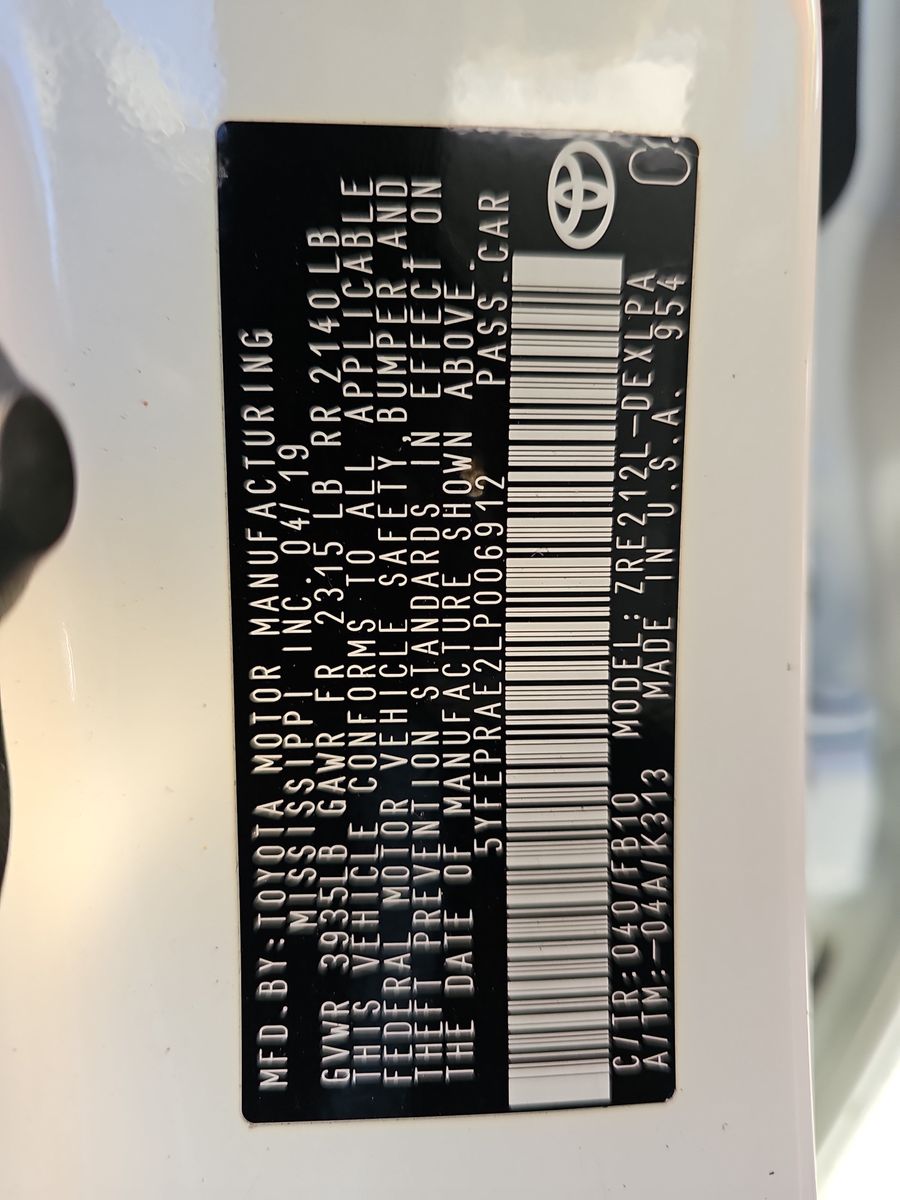 MFD.BY:TOYOTA MOTOR MANUFACTURING
MISSISSIPPI INC. 04/19
GVWR 3935LB GAWR FR 2315 LB RR 2140LB
THIS VEHICLE CONFORMS TO ALL APPLICABLE
FEDERAL MOTOR VEHICLE SAFETY, BUMPER AND
THEFT PREVENTION STANDARDS IN EFFECT ON
THE DATE OF MANUFACTURE SHOWN ABOVE.
5YFEPRAE2LP006912 PASS.CAR
C/TR:040/FB10 MODEL: ZRE212L-DEXLPA
A/TM:-04A/K313 MADE IN U.S.A. 954